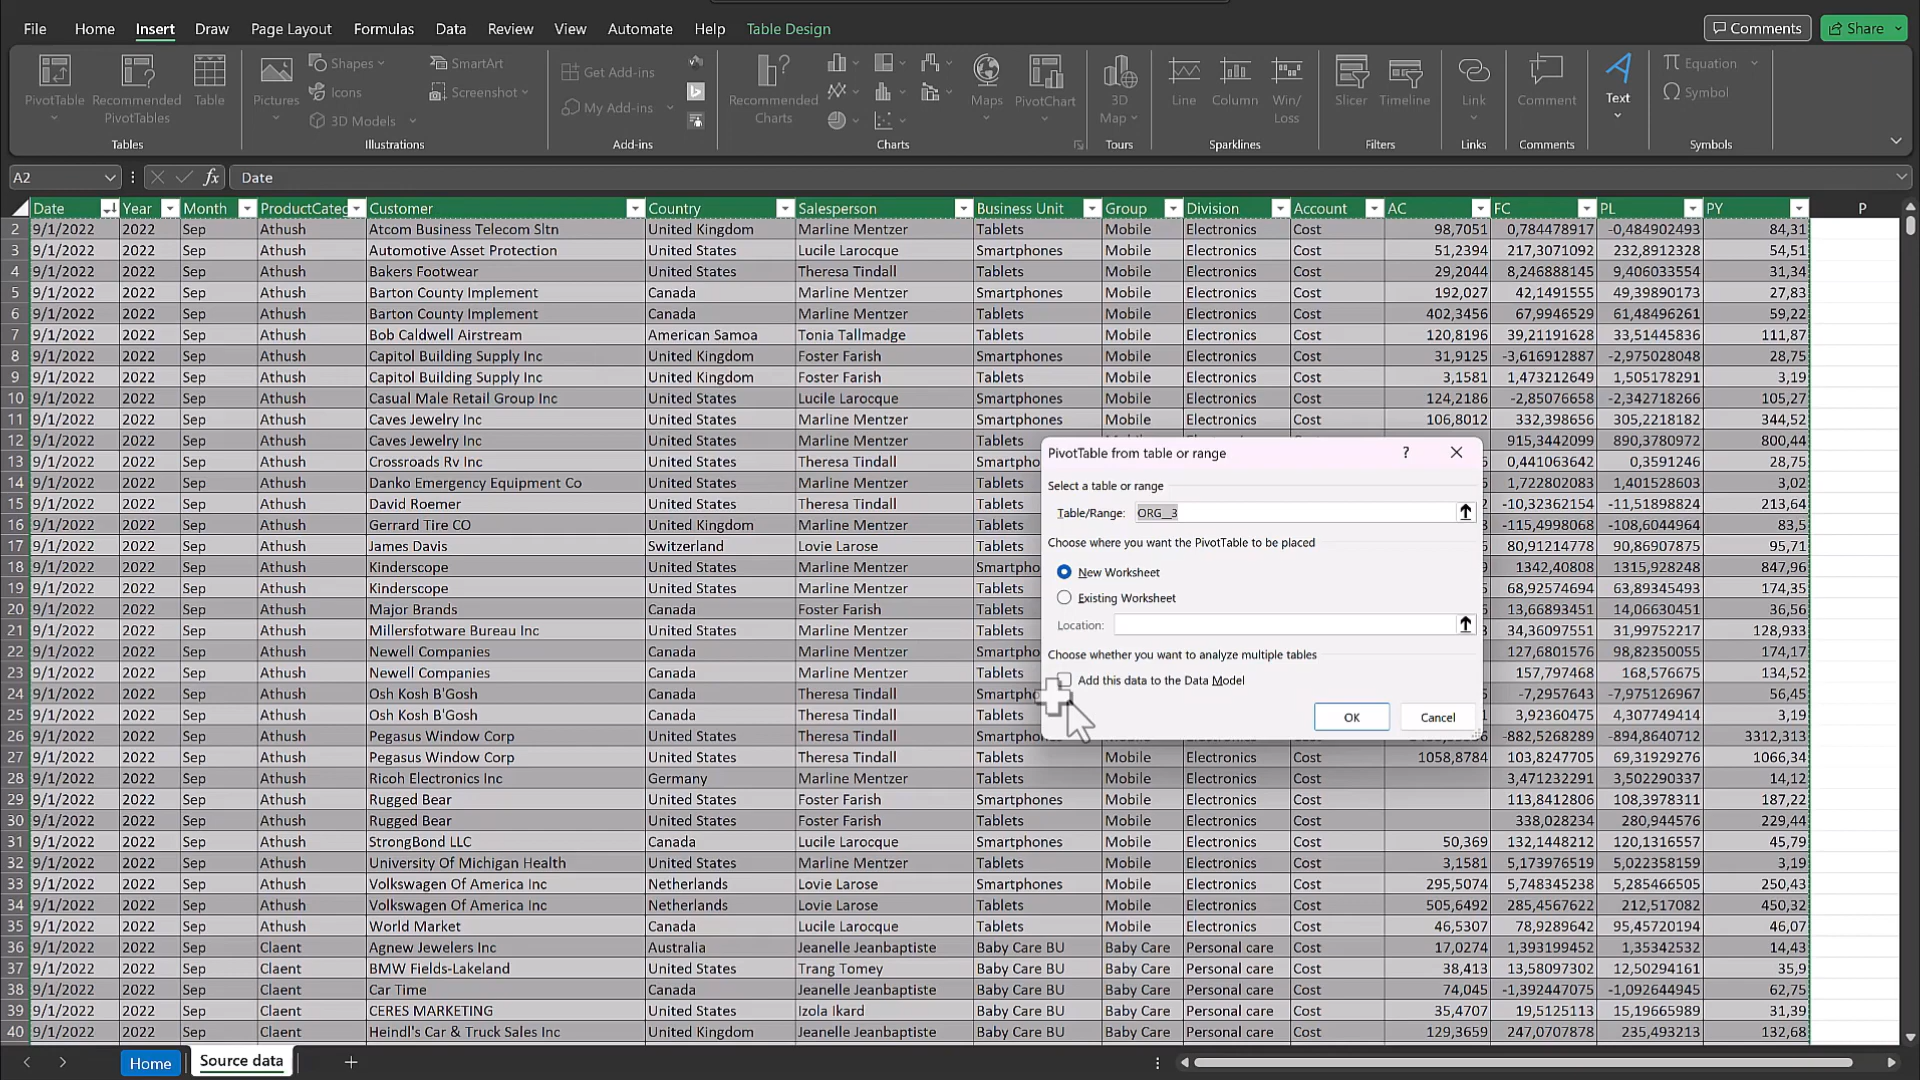 File Home Insert Draw Page Layout Formulas Data Review View Automate Help Table Design Comments Share
PivotTable Recommended PivotTables Table Pictures Shapes Icons 3D Models SmartArt Screenshot Get Add-ins My Add-ins Recommended Charts Maps PivotChart 3D Map Line Column Win/Loss Slicer Timeline Link Comment Text Equation Symbol
Tables Illustrations Add-ins Charts Tours Sparklines Filters Links Comments Symbols
A2 fx Date
Date Year Month ProductCateg Customer Country Salesperson Business Unit Group Division Account AC FC PL PY P
2 9/1/2022 2022 Sep Athush Atcom Business Telecom Sltn United Kingdom Marline Mentzer Tablets Mobile Electronics Cost 98,7051 0,784478917 -0,484902493 84,31
3 9/1/2022 2022 Sep Athush Automotive Asset Protection United States Lucile Larocque Smartphones Mobile Electronics Cost 51,2394 217,3071092 232,8912328 54,51
4 9/1/2022 2022 Sep Athush Bakers Footwear United States Theresa Tindall Tablets Mobile Electronics Cost 29,2044 8,246888145 9,406033554 31,34
5 9/1/2022 2022 Sep Athush Barton County Implement Canada Marline Mentzer Smartphones Mobile Electronics Cost 192,027 42,1491555 49,39890173 27,83
6 9/1/2022 2022 Sep Athush Barton County Implement Canada Marline Mentzer Tablets Mobile Electronics Cost 402,3456 67,9946529 61,48496261 59,22
7 9/1/2022 2022 Sep Athush Bob Caldwell Airstream American Samoa Tonia Tallmadge Tablets Mobile Electronics Cost 120,8196 39,21191628 33,51445836 111,87
8 9/1/2022 2022 Sep Athush Capitol Building Supply Inc United Kingdom Foster Farish Smartphones Mobile Electronics Cost 31,9125 -3,616912887 -2,975028048 28,75
9 9/1/2022 2022 Sep Athush Capitol Building Supply Inc United Kingdom Foster Farish Tablets Mobile Electronics Cost 3,1581 1,473212649 1,505178291 3,19
10 9/1/2022 2022 Sep Athush Casual Male Retail Group Inc United States Lucile Larocque Smartphones Mobile Electronics Cost 124,2186 -2,85076658 -2,342718266 105,27
11 9/1/2022 2022 Sep Athush Caves Jewelry Inc United States Marline Mentzer Smartphones Mobile Electronics Cost 106,8012 332,398656 305,2218182 344,52
12 9/1/2022 2022 Sep Athush Caves Jewelry Inc United States Marline Mentzer Tablets 915,3442099 890,3780972 800,44
13 9/1/2022 2022 Sep Athush Crossroads Rv Inc United States Theresa Tindall Smartpho 0,441063642 0,3591246 28,75
14 9/1/2022 2022 Sep Athush Danko Emergency Equipment Co United States Marline Mentzer Tablets 1,722802083 1,401528603 3,02
15 9/1/2022 2022 Sep Athush David Roemer United States Theresa Tindall Tablets -10,32362154 -11,51898824 213,64
16 9/1/2022 2022 Sep Athush Gerrard Tire CO United Kingdom Marline Mentzer Tablets -115,4998068 -108,6044964 83,5
17 9/1/2022 2022 Sep Athush James Davis Switzerland Lovie Larose Tablets 80,91214778 90,86907875 95,71
18 9/1/2022 2022 Sep Athush Kinderscope United States Marline Mentzer Smartpho 1342,40808 1315,928248 847,96
19 9/1/2022 2022 Sep Athush Kinderscope United States Marline Mentzer Tablets 68,92574694 63,89345493 174,35
20 9/1/2022 2022 Sep Athush Major Brands Canada Foster Farish Tablets 13,66893451 14,06630451 36,56
21 9/1/2022 2022 Sep Athush Millersfotware Bureau Inc United States Marline Mentzer Tablets 34,36097551 31,99752217 128,933
22 9/1/2022 2022 Sep Athush Newell Companies Canada Marline Mentzer Smartpho 127,6801576 98,82350055 174,17
23 9/1/2022 2022 Sep Athush Newell Companies Canada Marline Mentzer Tablets 157,797468 168,576675 134,52
24 9/1/2022 2022 Sep Athush Osh Kosh B'Gosh Canada Theresa Tindall Smartpho -7,2957643 -7,975126967 56,45
25 9/1/2022 2022 Sep Athush Osh Kosh B'Gosh Canada Theresa Tindall Tablets 3,92360475 4,307749414 3,19
26 9/1/2022 2022 Sep Athush Pegasus Window Corp United States Theresa Tindall Smartpho -882,5268289 -894,8640712 3312,313
27 9/1/2022 2022 Sep Athush Pegasus Window Corp United States Theresa Tindall Tablets Mobile Electronics Cost 1058,8784 103,8247705 69,31929276 1066,34
28 9/1/2022 2022 Sep Athush Ricoh Electronics Inc Germany Marline Mentzer Tablets Mobile Electronics Cost 3,471232291 3,502290337 14,12
29 9/1/2022 2022 Sep Athush Rugged Bear United States Foster Farish Smartphones Mobile Electronics Cost 113,8412806 108,3978311 187,22
30 9/1/2022 2022 Sep Athush Rugged Bear United States Foster Farish Tablets Mobile Electronics Cost 338,028234 280,944576 229,44
31 9/1/2022 2022 Sep Athush StrongBond LLC Canada Lucile Larocque Smartphones Mobile Electronics Cost 50,369 132,1448212 120,1316557 45,79
32 9/1/2022 2022 Sep Athush University Of Michigan Health United States Marline Mentzer Tablets Mobile Electronics Cost 3,1581 5,173976519 5,022358159 3,19
33 9/1/2022 2022 Sep Athush Volkswagen Of America Inc Netherlands Lovie Larose Smartphones Mobile Electronics Cost 295,5074 5,748345238 5,285466505 250,43
34 9/1/2022 2022 Sep Athush Volkswagen Of America Inc Netherlands Lovie Larose Tablets Mobile Electronics Cost 505,6492 285,4567622 212,517082 450,32
35 9/1/2022 2022 Sep Athush World Market Canada Lucile Larocque Tablets Mobile Electronics Cost 46,5307 78,9289642 95,45720194 46,07
36 9/1/2022 2022 Sep Claent Agnew Jewelers Inc Australia Jeanelle Jeanbaptiste Baby Care BU Baby Care Personal care Cost 17,0274 1,393199452 1,35342532 14,43
37 9/1/2022 2022 Sep Claent BMW Fields-Lakeland United States Trang Tomey Baby Care BU Baby Care Personal care Cost 38,413 13,58097302 12,50294161 35,9
38 9/1/2022 2022 Sep Claent Car Time Canada Jeanelle Jeanbaptiste Baby Care BU Baby Care Personal care Cost 74,045 -1,392447075 -1,092644945 62,75
39 9/1/2022 2022 Sep Claent CERES MARKETING United States Izola Ikard Baby Care BU Baby Care Personal care Cost 35,4707 19,5125113 15,19665989 31,39
40 9/1/2022 2022 Sep Claent Heindl's Car & Truck Sales Inc United Kingdom Jeanelle Jeanbaptiste Baby Care BU Baby Care Personal care Cost 129,3659 247,0707878 235,493213 132,68
PivotTable from table or range ?
Select a table or range
Table/Range: ORG__3
Choose where you want the PivotTable to be placed
New Worksheet
Existing Worksheet
Location:
Choose whether you want to analyze multiple tables
Add this data to the Data Model
OK Cancel
Home Source data